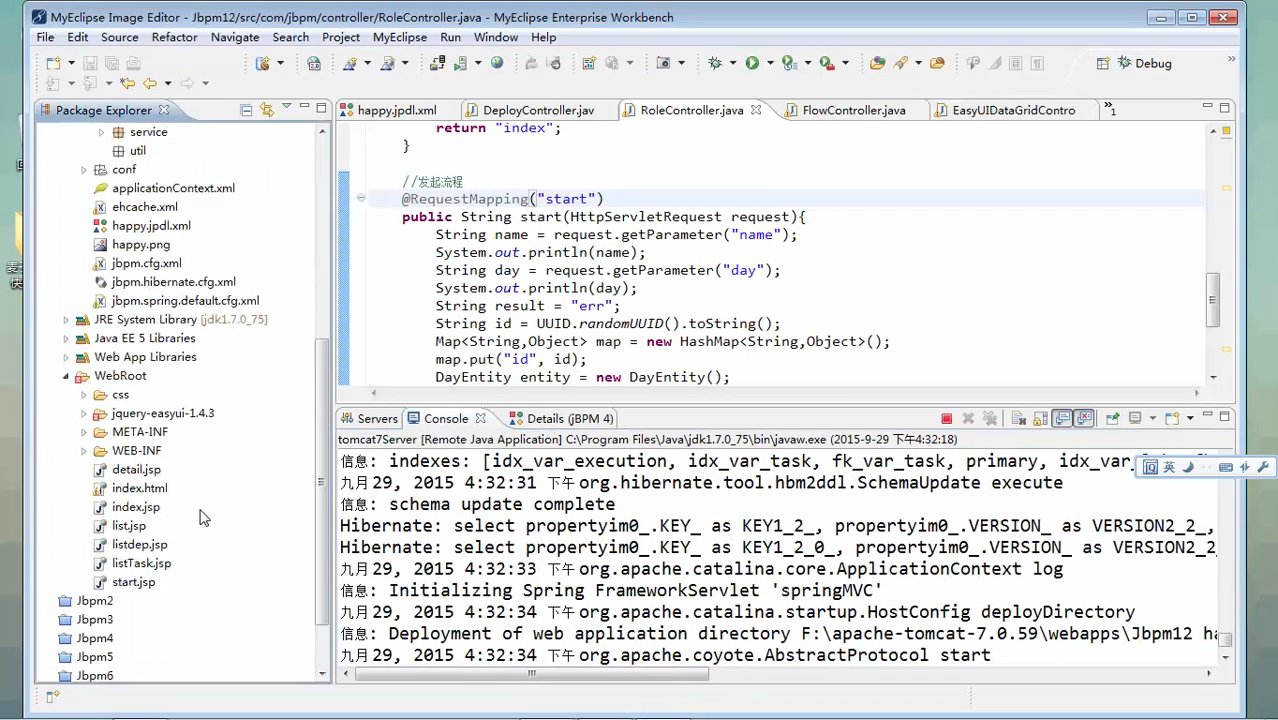 MyEclipse Image Editor - Jbpm12/src/com/jbpm/controller/RoleController.java - MyEclipse Enterprise Workbench
File Edit Source Refactor Navigate Search Project MyEclipse Run Window Help
Debug
Package Explorer
happy.jpdl.xml DeployController.jav RoleController.java FlowController.java EasyUIDataGridContro »1
service
util
conf
applicationContext.xml
ehcache.xml
happy.jpdl.xml
happy.png
jbpm.cfg.xml
jbpm.hibernate.cfg.xml
jbpm.spring.default.cfg.xml
JRE System Library [jdk1.7.0_75]
Java EE 5 Libraries
Web App Libraries
WebRoot
css
jquery-easyui-1.4.3
META-INF
WEB-INF
detail.jsp
index.html
index.jsp
list.jsp
listdep.jsp
listTask.jsp
start.jsp
Jbpm2
Jbpm3
Jbpm4
Jbpm5
Jbpm6
return "index";
}
//发起流程
@RequestMapping("start")
public String start(HttpServletRequest request){
String name = request.getParameter("name");
System.out.println(name);
String day = request.getParameter("day");
System.out.println(day);
String result = "err";
String id = UUID.randomUUID().toString();
Map<String,Object> map = new HashMap<String,Object>();
map.put("id", id);
DayEntity entity = new DayEntity();
Servers Console Details (jBPM 4)
tomcat7Server [Remote Java Application] C:\Program Files\Java\jdk1.7.0_75\bin\javaw.exe (2015-9-29 下午4:32:18)
信息: indexes: [idx_var_execution, idx_var_task, fk_var_task, primary, idx_var_
英
九月 29, 2015 4:32:31 下午 org.hibernate.tool.hbm2ddl.SchemaUpdate execute
信息: schema update complete
Hibernate: select propertyim0_.KEY_ as KEY1_2_, propertyim0_.VERSION_ as VERSION2_2_,
Hibernate: select propertyim0_.KEY_ as KEY1_2_0_, propertyim0_.VERSION_ as VERSION2_2
九月 29, 2015 4:32:33 下午 org.apache.catalina.core.ApplicationContext log
信息: Initializing Spring FrameworkServlet 'springMVC'
九月 29, 2015 4:32:34 下午 org.apache.catalina.startup.HostConfig deployDirectory
信息: Deployment of web application directory F:\apache-tomcat-7.0.59\webapps\Jbpm12 ha
九月 29, 2015 4:32:34 下午 org.apache.coyote.AbstractProtocol start